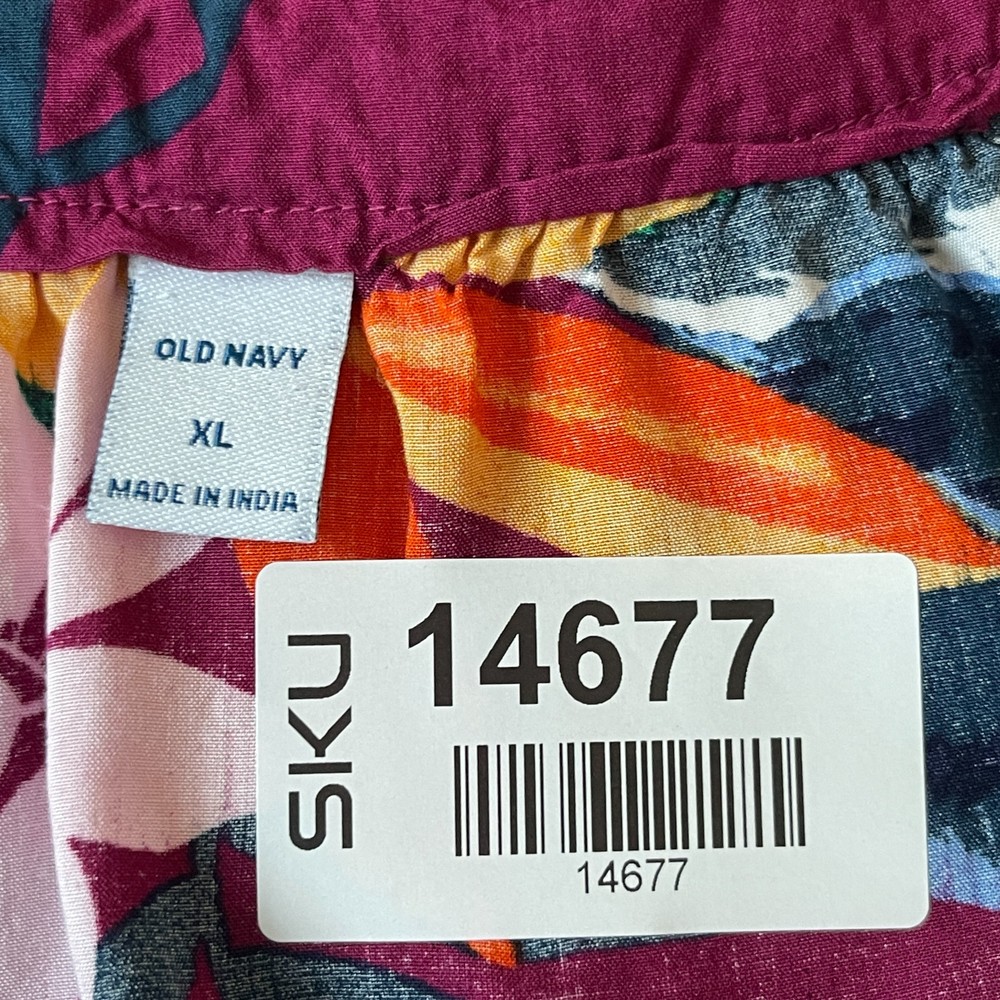 OLD NAVY
XL
MADE IN INDIA
SKU
14677
14677